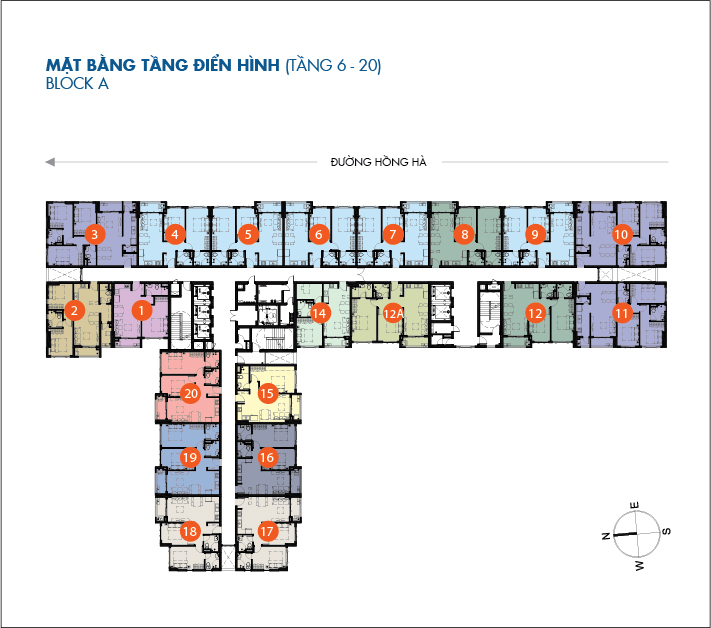 MẶT BẰNG TẦNG ĐIỂN HÌNH (TẦNG 6 - 20)
BLOCK A
ĐƯỜNG HỒNG HÀ
3 4 5 6 7 8 9 10
2 1 14 12A 12 11
20 15
19 16
18 17
E
N S
W